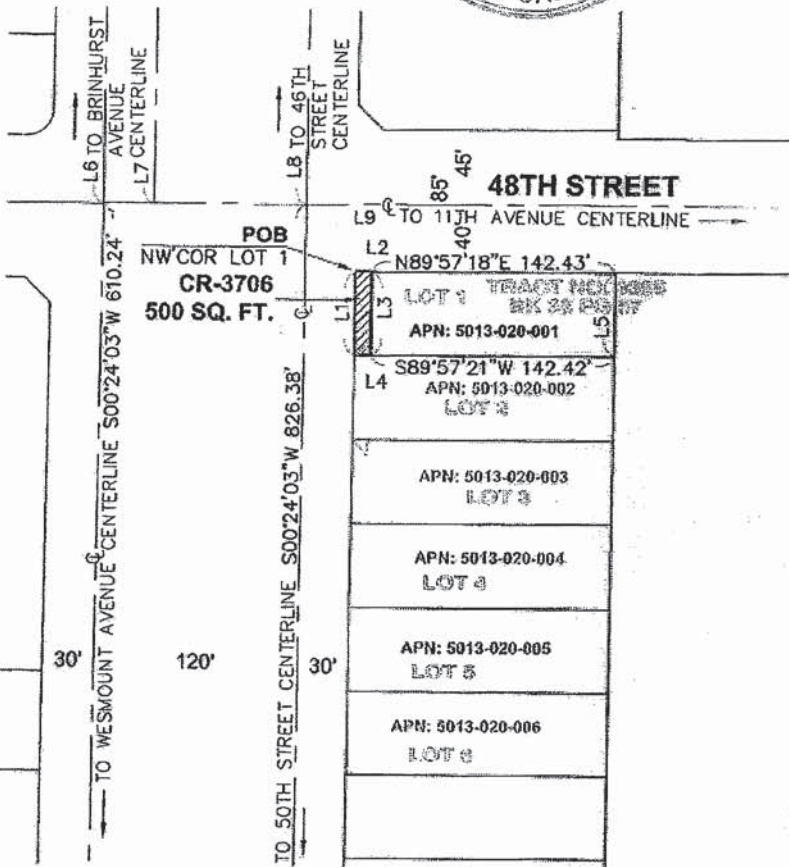 L6 TO BRINHURST
AVENUE
CENTERLINE
L7
L8 TO 46TH
STREET
CENTERLINE
85'
45'
48TH STREET
L9 ℄ TO 11TH AVENUE CENTERLINE
40'
POB
NW'COR LOT 1
L2
N89°57'18"E 142.43'
CR-3706
500 SQ. FT.
L1
L3
LOT 1
TRACT NO.
BK 35 PG
L5
APN: 5013-020-001
S89°57'21"W 142.42'
L4
APN: 5013-020-002
LOT 2
APN: 5013-020-003
LOT 3
APN: 5013-020-004
LOT 4
APN: 5013-020-005
LOT 5
APN: 5013-020-006
LOT 6
30'
120'
30'
TO WESMOUNT AVENUE ℄ CENTERLINE S00°24'03"W 610.24'
℄
TO 50TH STREET CENTERLINE S00°24'03"W 826.38'